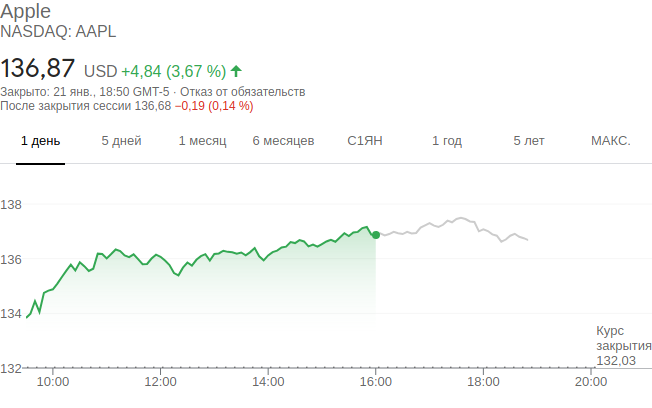 Apple
NASDAQ: AAPL
136,87 USD +4,84 (3,67 %)
Закрыто: 21 янв., 18:50 GMT-5 · Отказ от обязательств
После закрытия сессии 136,68 −0,19 (0,14 %)
1 день 5 дней 1 месяц 6 месяцев С1ЯН 1 год 5 лет МАКС.
138
136
134
Курс
закрытия
132,03
132
10:00 12:00 14:00 16:00 18:00 20:00